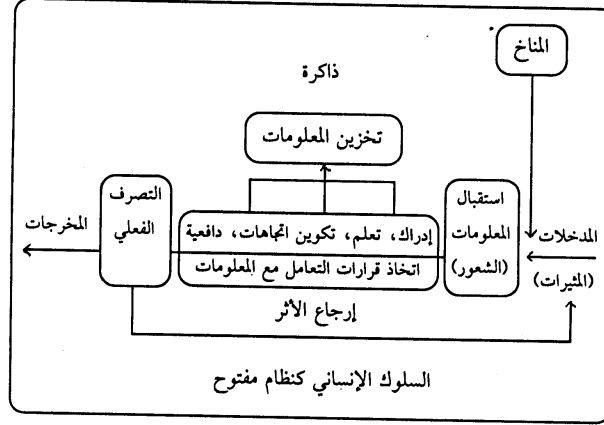 المناخ
ذاكرة
تخزين المعلومات
استقبال
المعلومات
(الشعور)
المدخلات
(المثيرات)
إدراك، تعلم، تكوين اتجاهات، دافعية
اتخاذ قرارات التعامل مع المعلومات
التصرف
الفعلي
المخرجات
إرجاع الأثر
السلوك الإنساني كنظام مفتوح